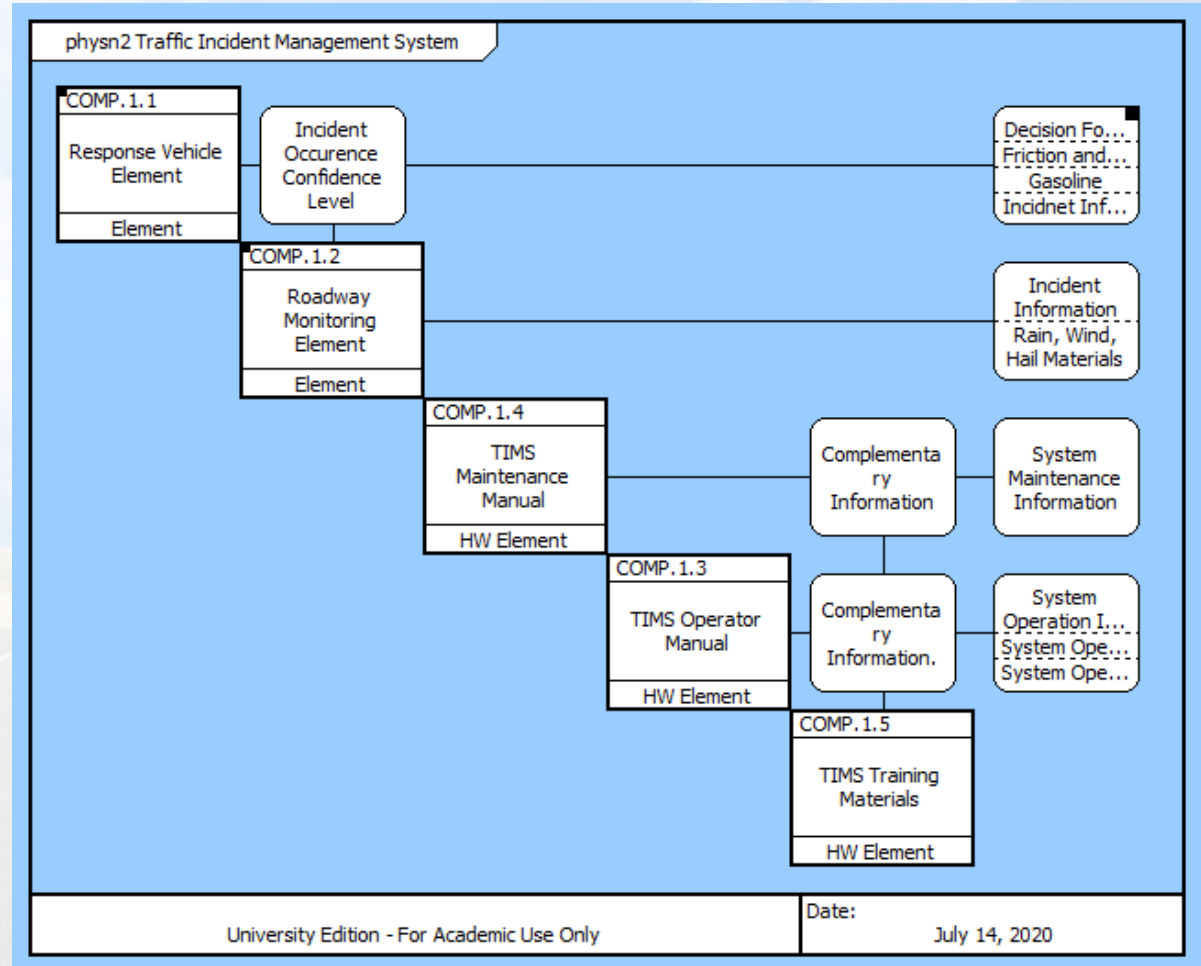 physn2 Traffic Incident Management System
COMP.1.1
Response Vehicle
Element
Element
Incident
Occurence
Confidence
Level
Decision Fo...
Friction and...
Gasoline
Incidnet Inf...
COMP.1.2
Roadway
Monitoring
Element
Element
Incident
Information
Rain, Wind,
Hail Materials
COMP.1.4
TIMS
Maintenance
Manual
HW Element
Complementa
ry
Information
System
Maintenance
Information
COMP.1.3
TIMS Operator
Manual
HW Element
Complementa
ry
Information.
System
Operation I...
System Ope...
System Ope...
COMP.1.5
TIMS Training
Materials
HW Element
University Edition - For Academic Use Only
Date:
July 14, 2020